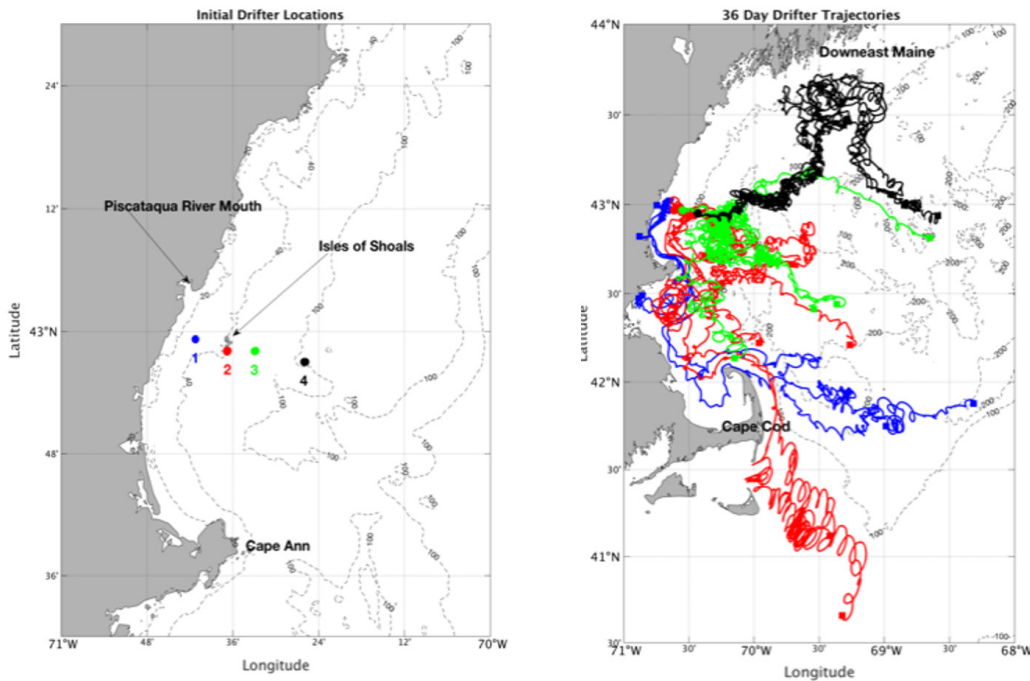 Initial Drifter Locations
24'
Piscataqua River Mouth
12'
Isles of Shoals
Latitude
43°N
1
2
3
4
48'
Cape Ann
36'
71°W
48'
36'
24'
12'
70°W
Longitude
36 Day Drifter Trajectories
44°N
Downeast Maine
30'
43°N
Latitude
30'
42°N
Cape Cod
30'
41°N
30'
71°W
30'
70°W
30'
69°W
30'
68°W
Longitude